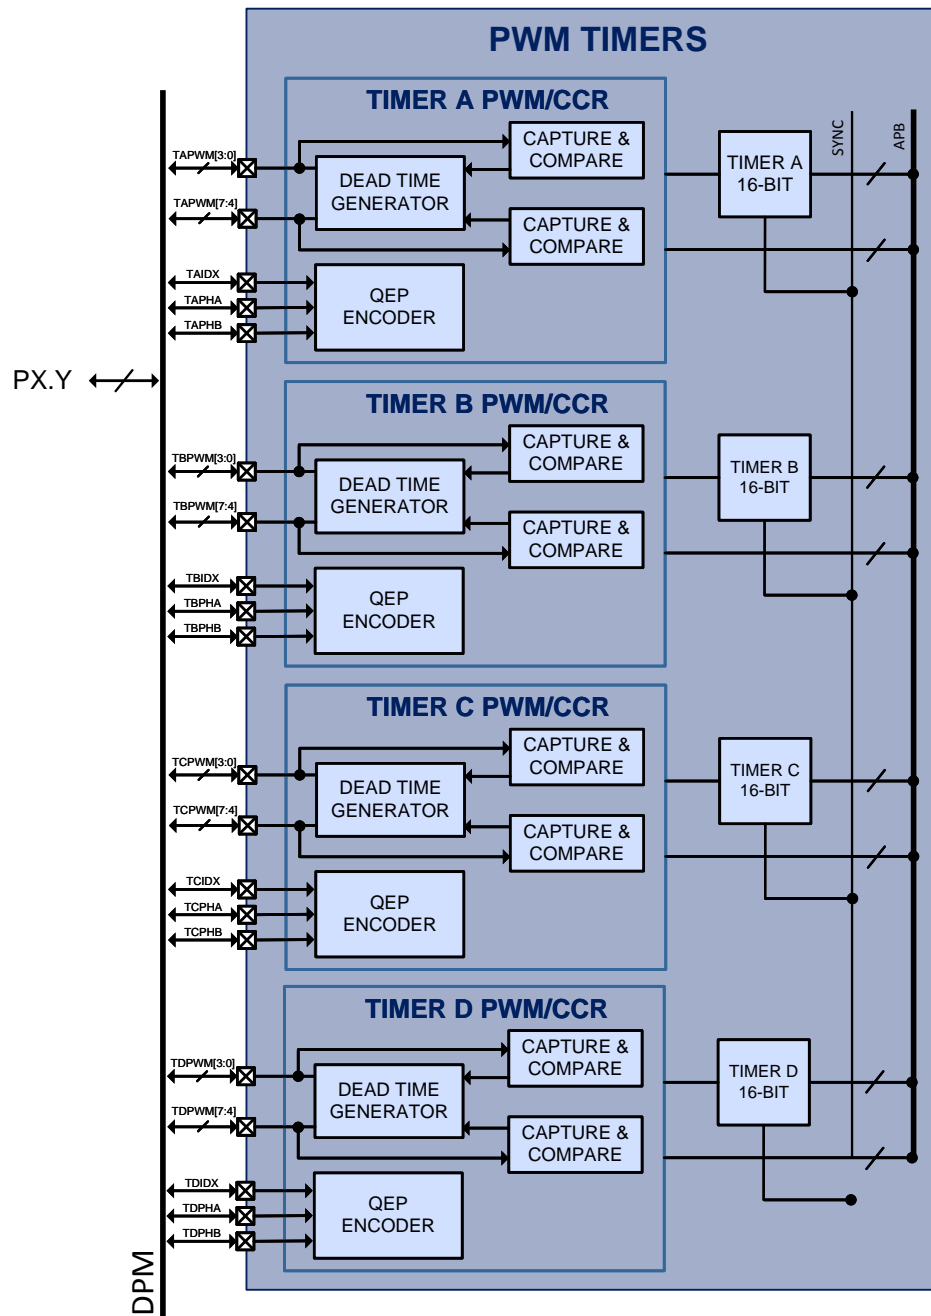 PWM TIMERS
TIMER A PWM/CCR
CAPTURE &
COMPARE
DEAD TIME
GENERATOR
CAPTURE &
COMPARE
QEP
ENCODER
TAPWM[3:0]
TAPWM[7:4]
TAIDX
TAPHA
TAPHB
TIMER A
16-BIT
SYNC
APB
PX.Y
TIMER B PWM/CCR
CAPTURE &
COMPARE
DEAD TIME
GENERATOR
CAPTURE &
COMPARE
QEP
ENCODER
TBPWM[3:0]
TBPWM[7:4]
TBIDX
TBPHA
TBPHB
TIMER B
16-BIT
TIMER C PWM/CCR
CAPTURE &
COMPARE
DEAD TIME
GENERATOR
CAPTURE &
COMPARE
QEP
ENCODER
TCPWM[3:0]
TCPWM[7:4]
TCIDX
TCPHA
TCPHB
TIMER C
16-BIT
TIMER D PWM/CCR
CAPTURE &
COMPARE
DEAD TIME
GENERATOR
CAPTURE &
COMPARE
QEP
ENCODER
TDPWM[3:0]
TDPWM[7:4]
TDIDX
TDPHA
TDPHB
TIMER D
16-BIT
DPM